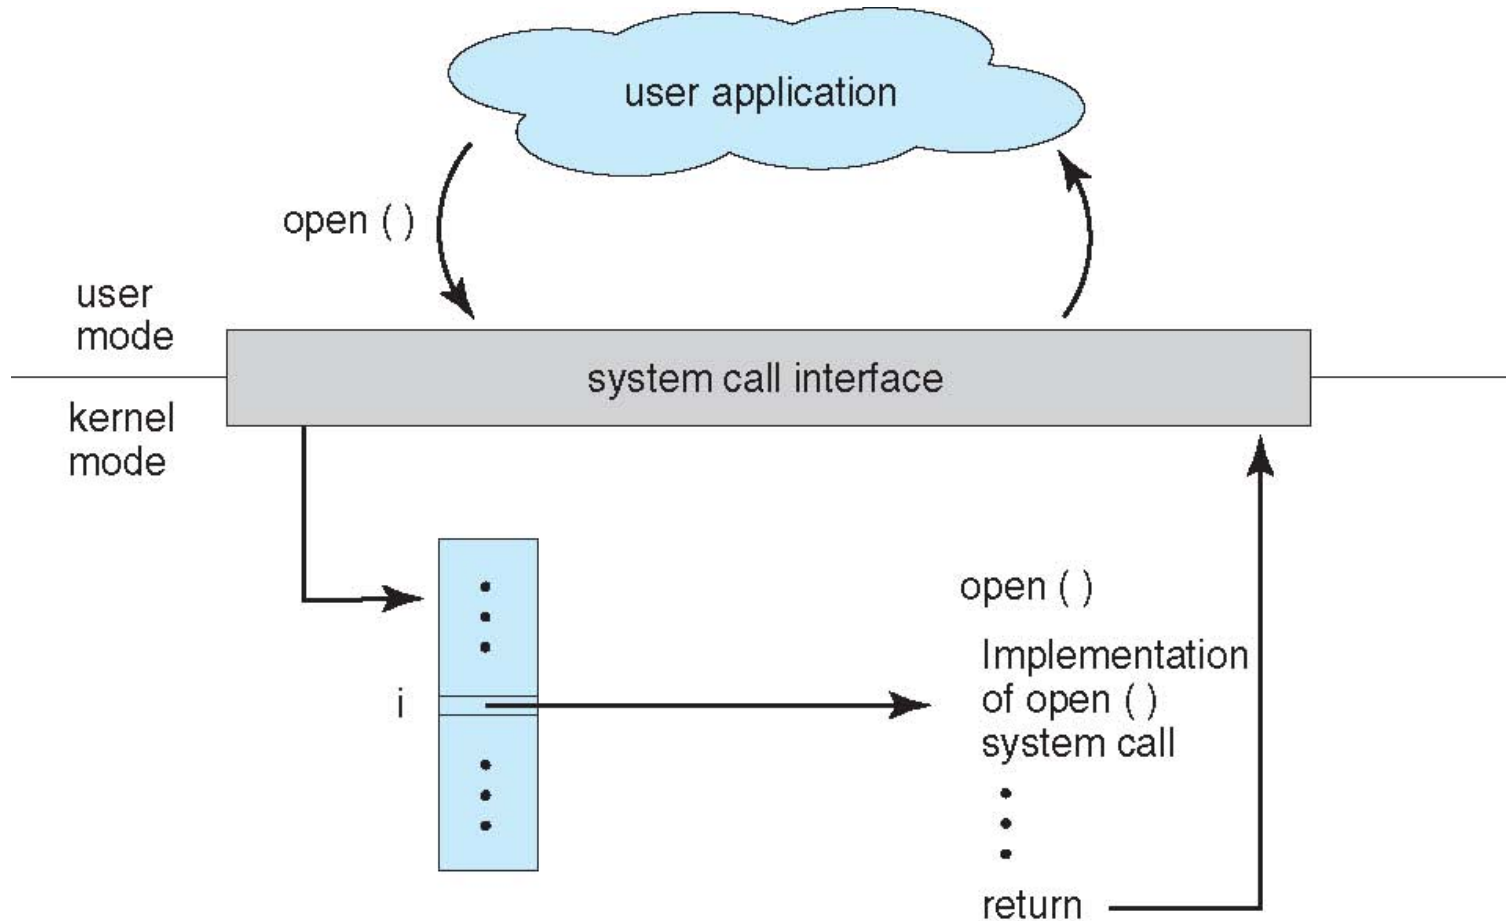 user application
open ( )
user
mode
system call interface
kernel
mode
open ( )
Implementation
of open ( )
system call
i
return